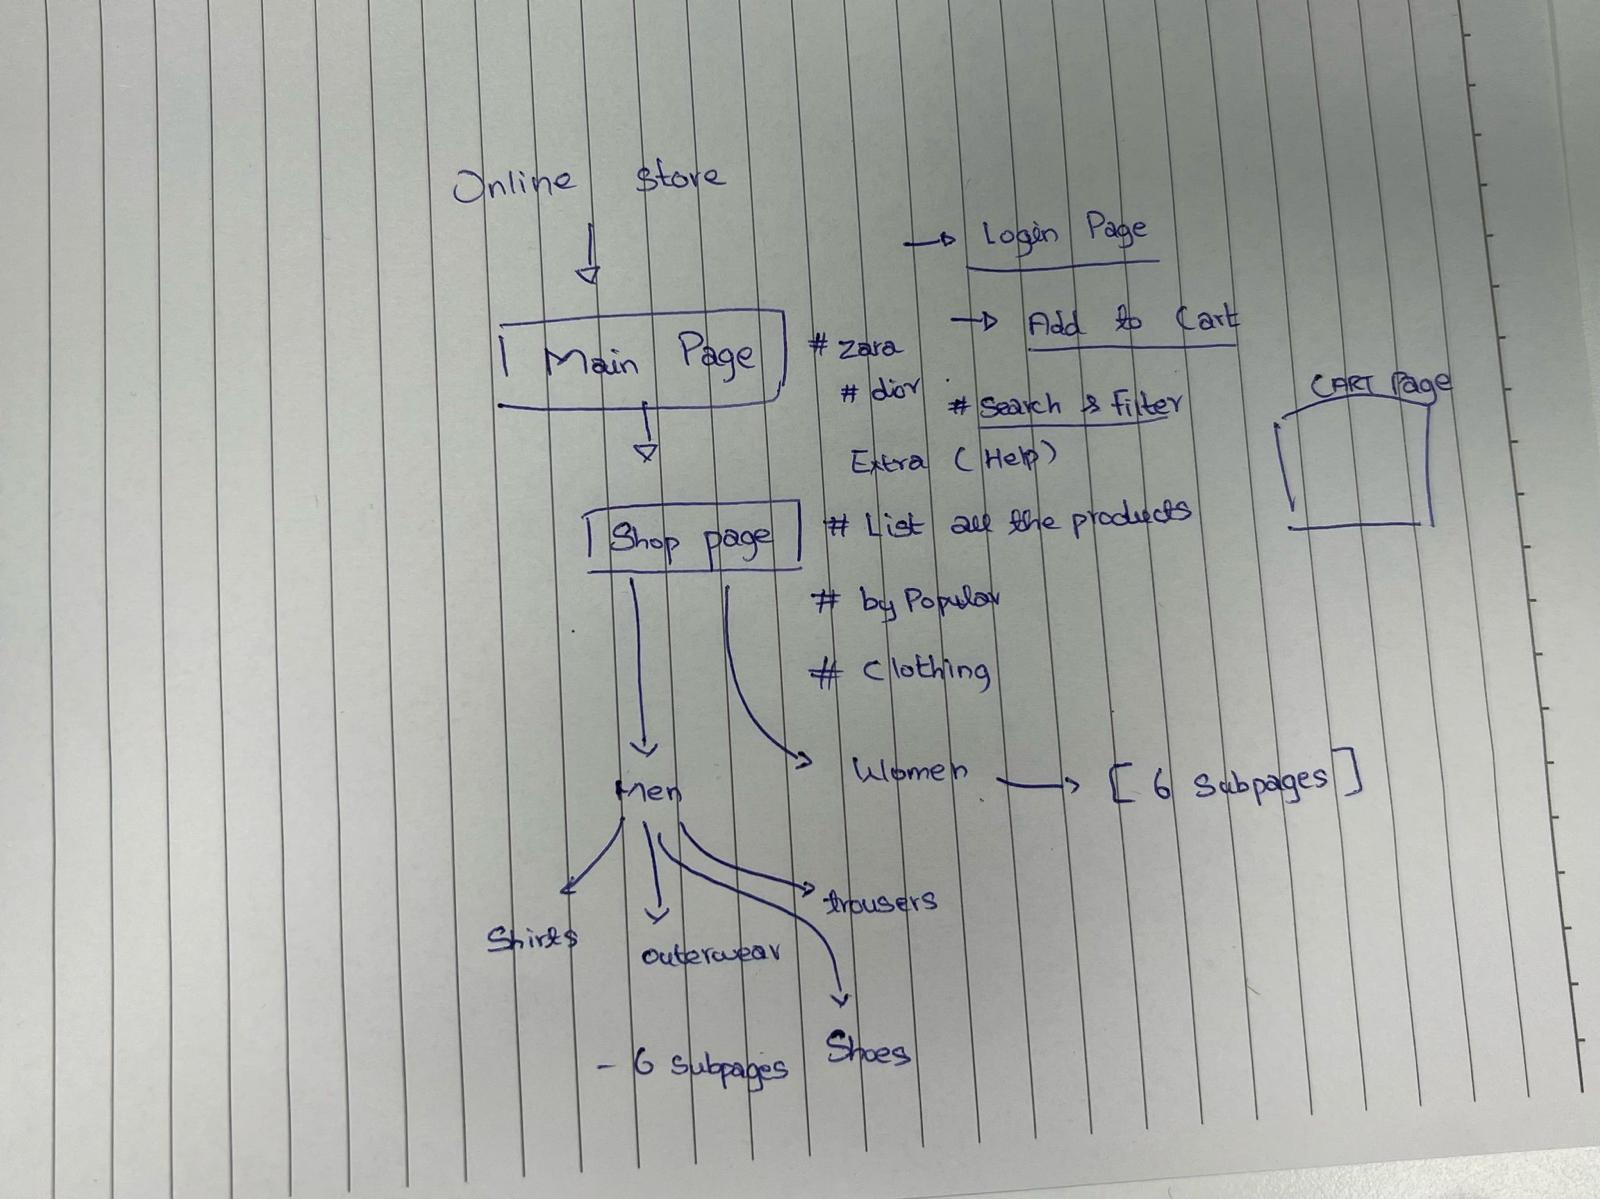 Online Store
Login Page
Add to Cart
Main Page
# zara
# dior
# Search & Filter
CART Page
Extra (Help)
Shop page
# List all the products
# by Popular
# Clothing
Men
Women
[ 6 Subpages ]
Shirts
outerwear
trousers
Shoes
- 6 Subpages